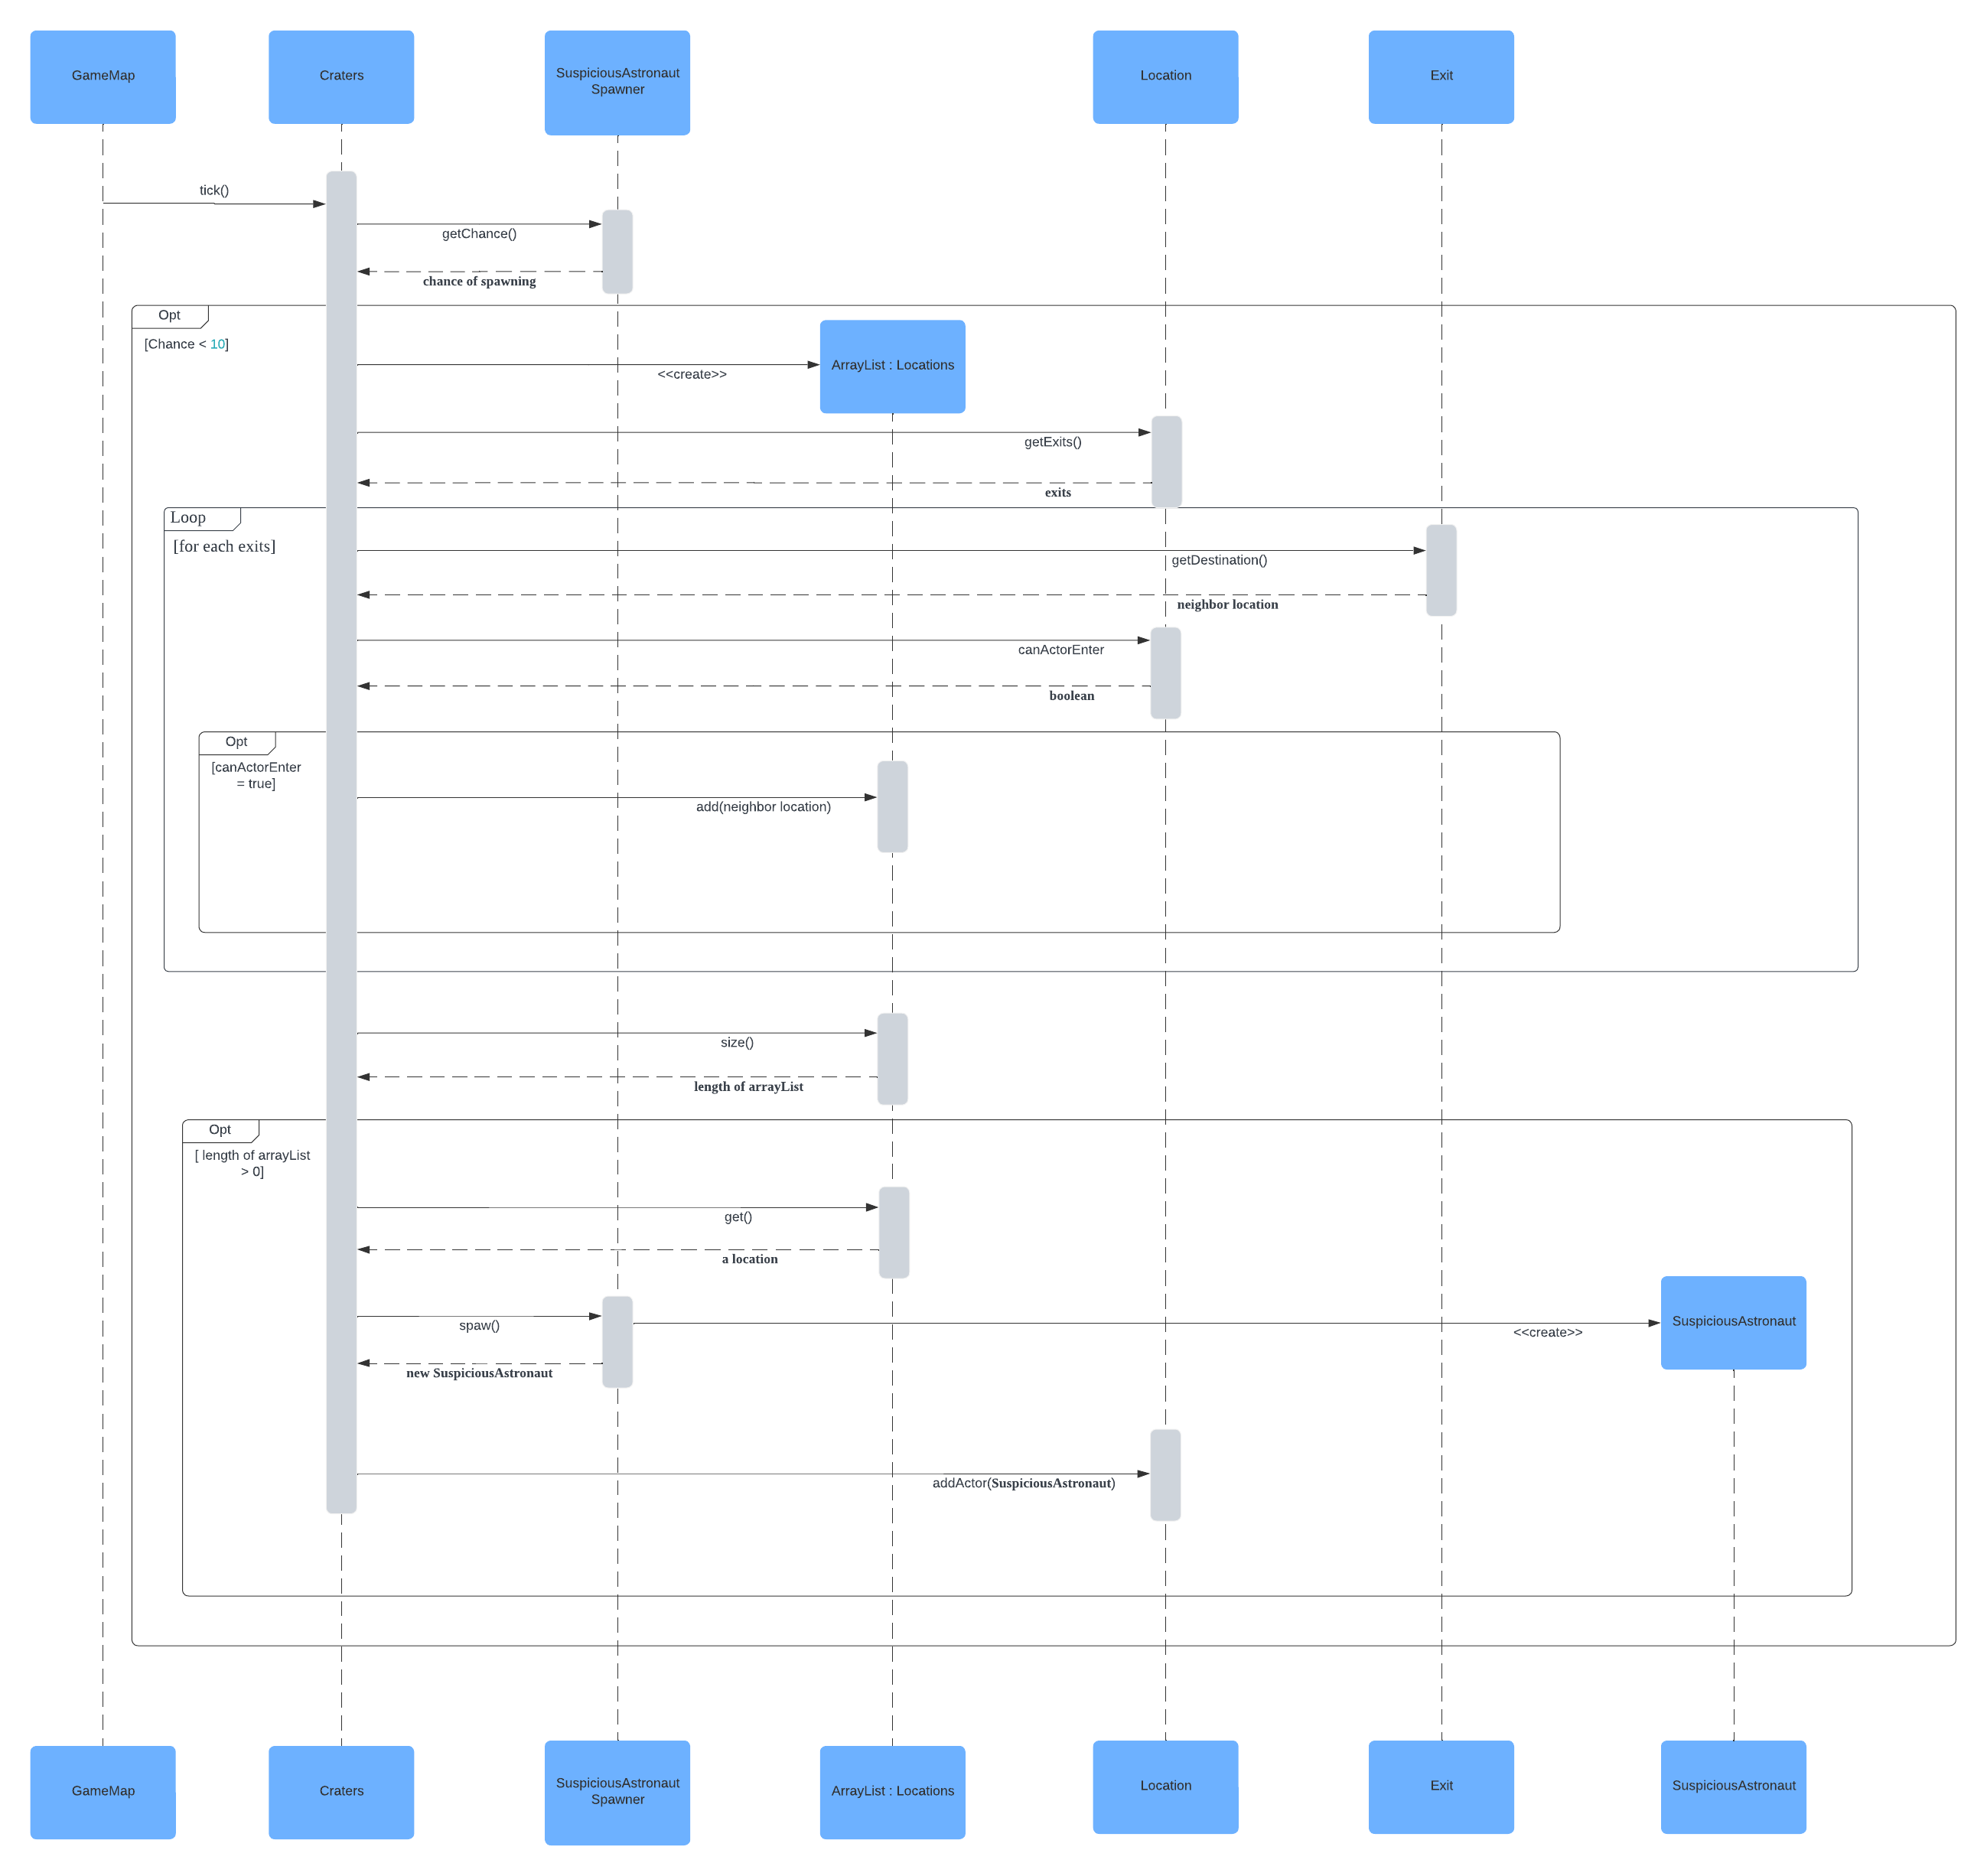 GameMap
Craters
SuspiciousAstronaut
Spawner
Location
Exit
tick()
getChance()
chance of spawning
Opt
[Chance < 10]
ArrayList : Locations
<<create>>
getExits()
exits
Loop
[for each exits]
getDestination()
neighbor location
canActorEnter
boolean
Opt
[canActorEnter
= true]
add(neighbor location)
size()
length of arrayList
Opt
[ length of arrayList
> 0]
get()
a location
spaw()
SuspiciousAstronaut
<<create>>
new SuspiciousAstronaut
addActor(SuspiciousAstronaut)
GameMap
Craters
SuspiciousAstronaut
Spawner
ArrayList : Locations
Location
Exit
SuspiciousAstronaut